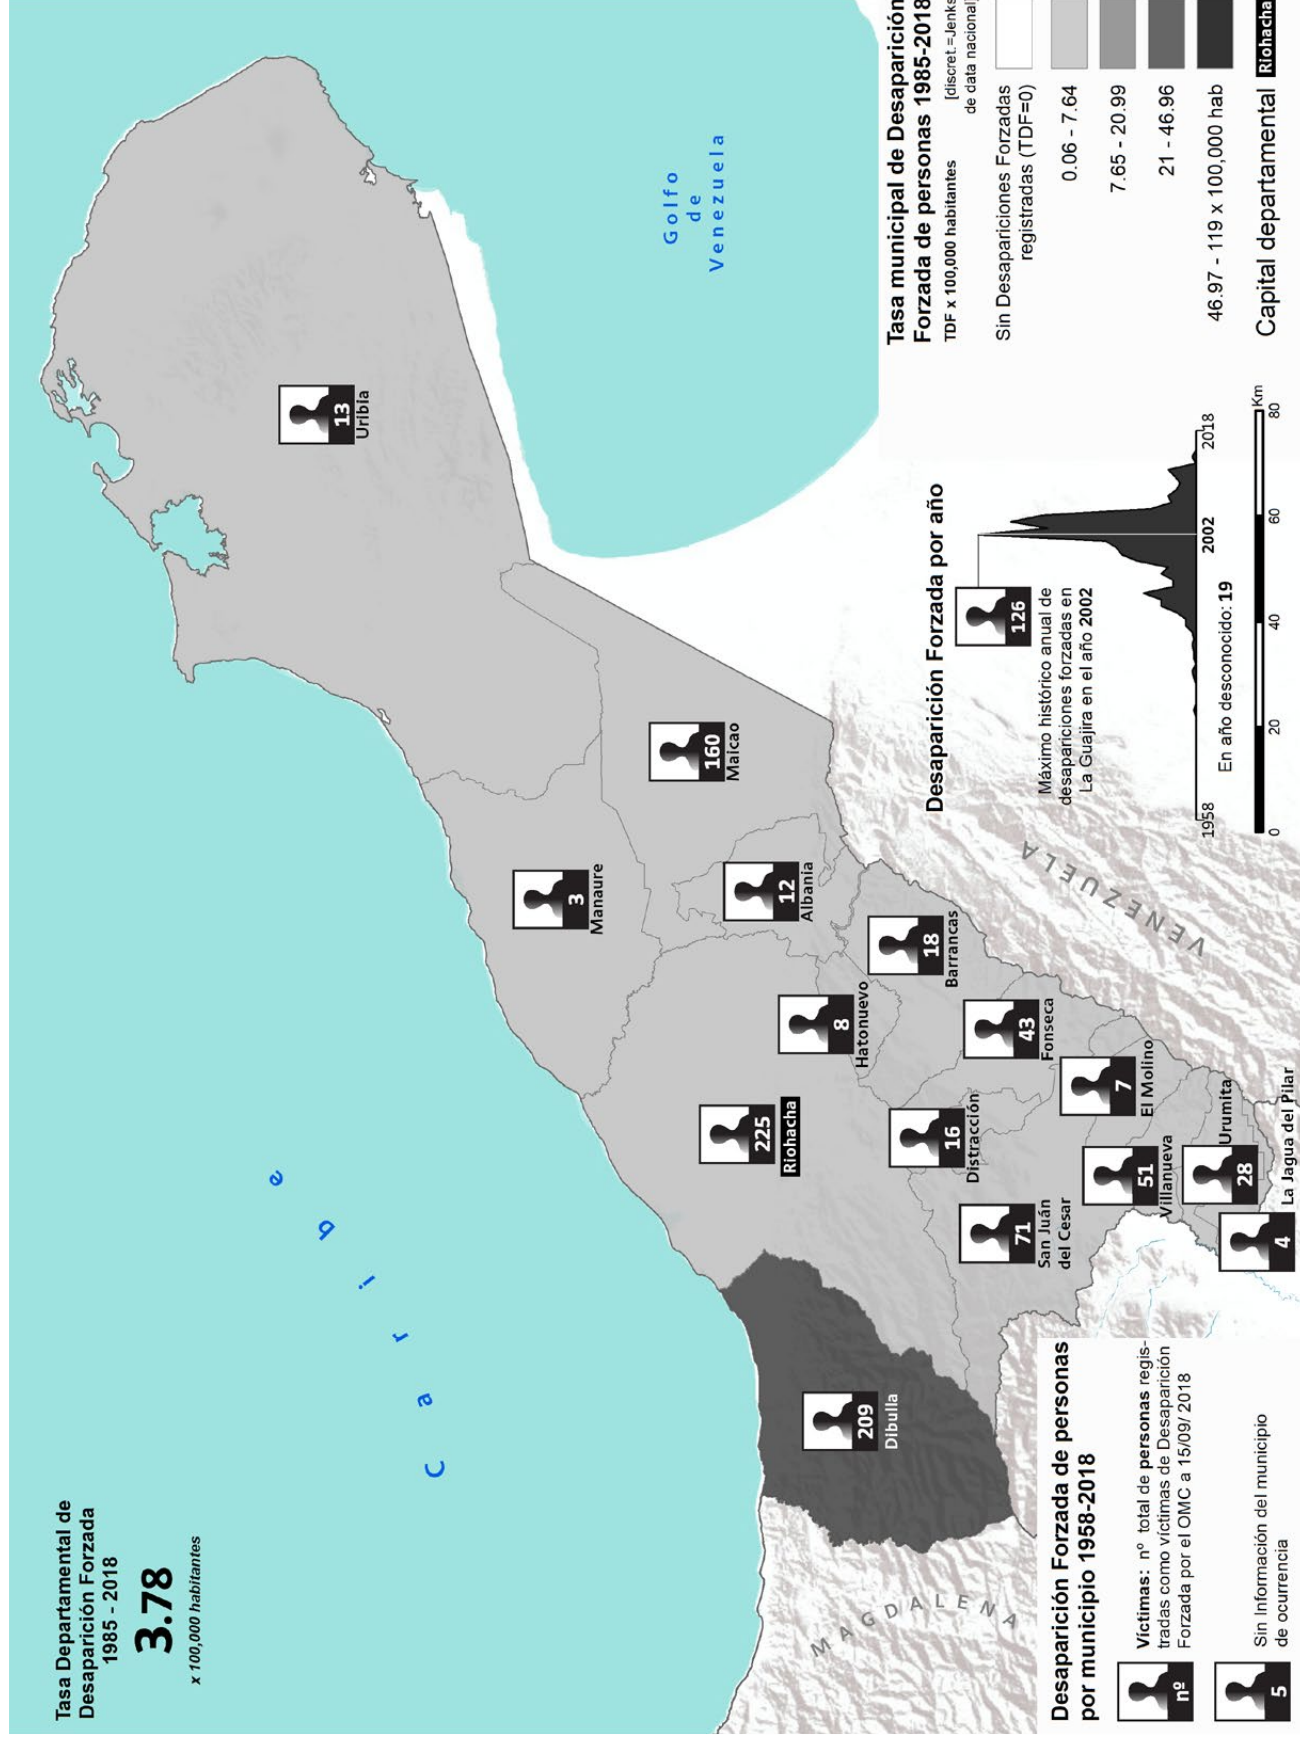 Tasa Departamental de
Desaparición Forzada
1985 - 2018
3.78
x 100,000 habitantes
C a r i b e
Golfo
de
Venezuela
13
Uribia
160
Maicao
3
Manaure
12
Albania
18
Barrancas
8
Hatonuevo
43
Fonseca
225
Riohacha
16
Distracción
7
El Molino
71
San Juán
del Cesar
51
Villanueva
28
Urumita
4
La Jagua del Pilar
209
Dibulla
MAGDALENA
VENEZUELA
Desaparición Forzada de personas
por municipio 1958-2018
nº
Víctimas: nº total de personas regis-
tradas como víctimas de Desaparición
Forzada por el OMC a 15/09/ 2018
5
Sin Información del municipio
de ocurrencia
Desaparición Forzada por año
126
Máximo histórico anual de
desapariciones forzadas en
La Guajira en el año 2002
1958
2002
2018
En año desconocido: 19
0 20 40 60 80 Km
Tasa municipal de Desaparición
Forzada de personas 1985-2018
TDF x 100,000 habitantes
[discret.=Jenks
de data nacional]
Sin Desapariciones Forzadas
registradas (TDF=0)
0.06 - 7.64
7.65 - 20.99
21 - 46.96
46.97 - 119 x 100,000 hab
Capital departamental Riohacha